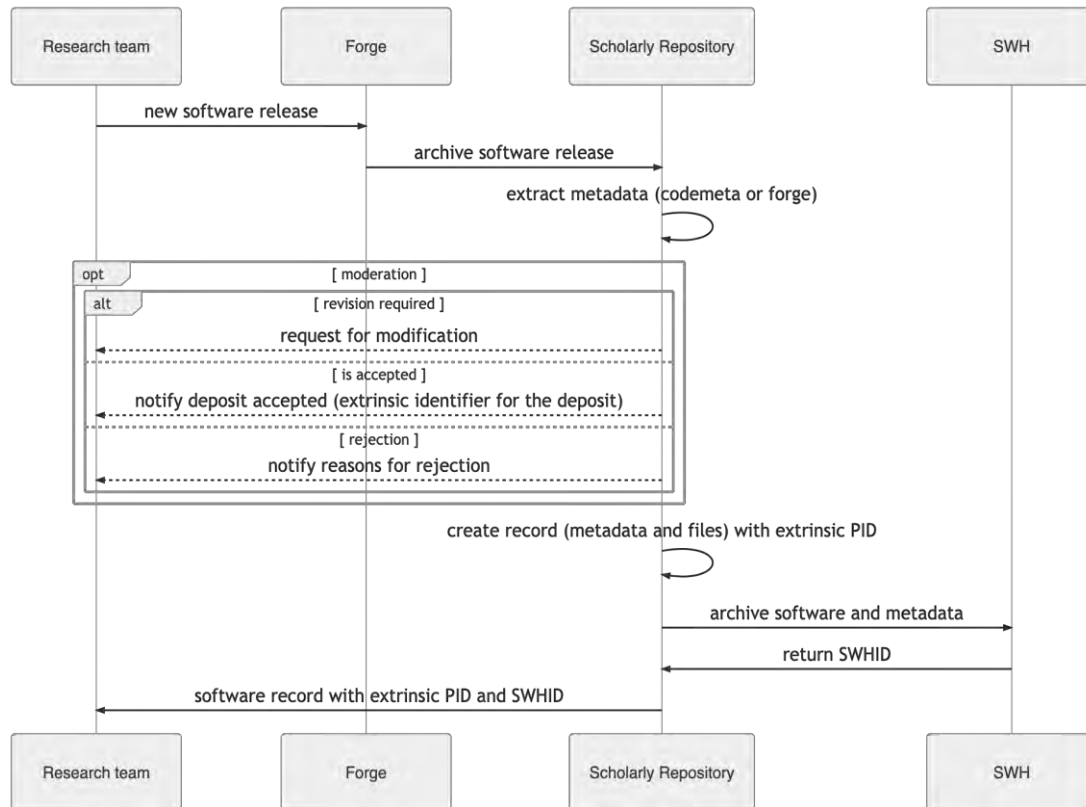 Research team
Forge
Scholarly Repository
SWH
new software release
archive software release
extract metadata (codemeta or forge)
opt
[ moderation ]
alt
[ revision required ]
request for modification
[ is accepted ]
notify deposit accepted (extrinsic identifier for the deposit)
[ rejection ]
notify reasons for rejection
create record (metadata and files) with extrinsic PID
archive software and metadata
return SWHID
software record with extrinsic PID and SWHID
Research team
Forge
Scholarly Repository
SWH